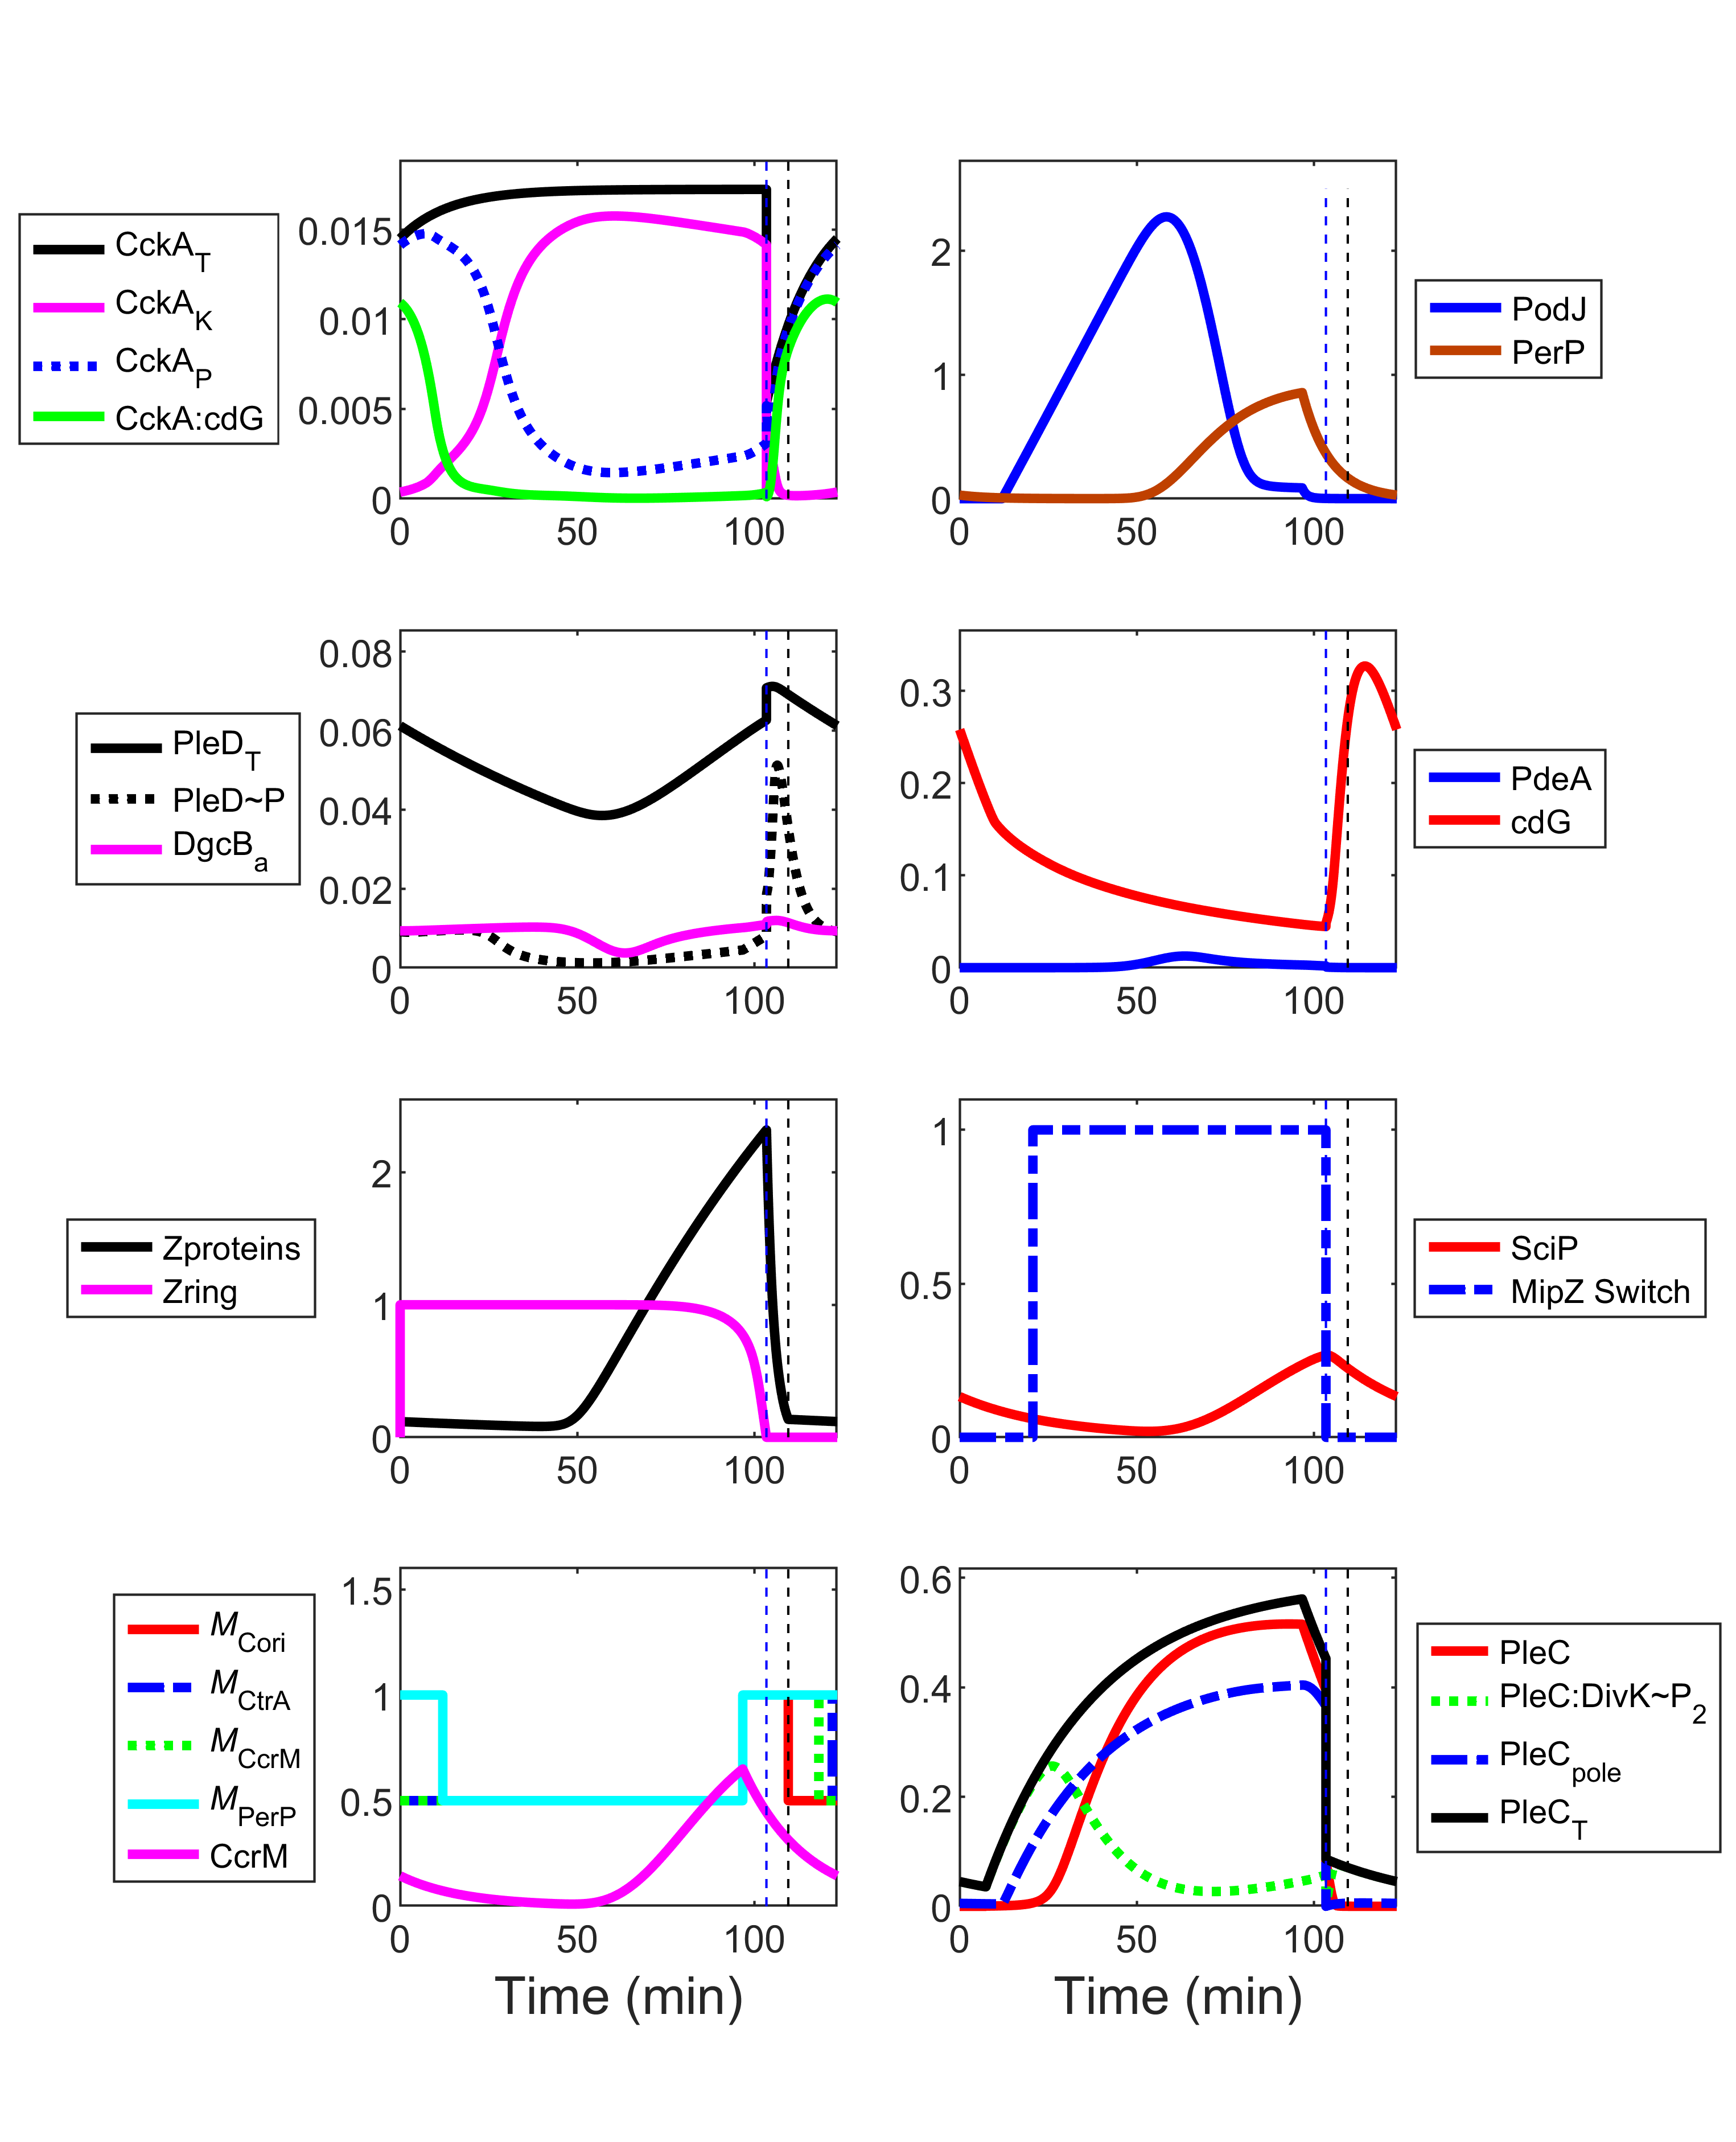 CckA_T
CckA_K
CckA_P
CckA:cdG
0.015
0.01
0.005
0
0 50 100
2
1
0
0 50 100
PodJ
PerP
PleD_T
PleD~P
DgcB_a
0.08
0.06
0.04
0.02
0
0 50 100
0.3
0.2
0.1
0
0 50 100
PdeA
cdG
Zproteins
Zring
2
1
0
0 50 100
1
0.5
0
0 50 100
SciP
MipZ Switch
M_Cori
M_CtrA
M_CcrM
M_PerP
CcrM
1.5
1
0.5
0
0 50 100
Time (min)
0.6
0.4
0.2
0
0 50 100
Time (min)
PleC
PleC:DivK~P_2
PleC_pole
PleC_T